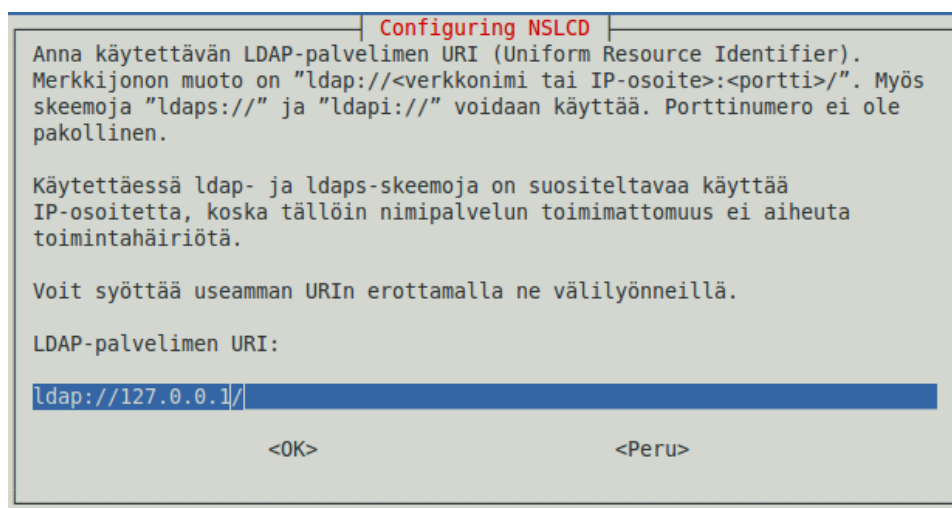 Configuring NSLCD
Anna käytettävän LDAP-palvelimen URI (Uniform Resource Identifier).
Merkkijonon muoto on ”ldap://<verkkonimi tai IP-osoite>:<portti>/”. Myös
skeemoja ”ldaps://” ja ”ldapi://” voidaan käyttää. Porttinumero ei ole
pakollinen.
Käytettäessä ldap- ja ldaps-skeemoja on suositeltavaa käyttää
IP-osoitetta, koska tällöin nimipalvelun toimimattomuus ei aiheuta
toimintahäiriötä.
Voit syöttää useamman URIn erottamalla ne välilyönneillä.
LDAP-palvelimen URI:
ldap://127.0.0.1/
<OK> <Peru>